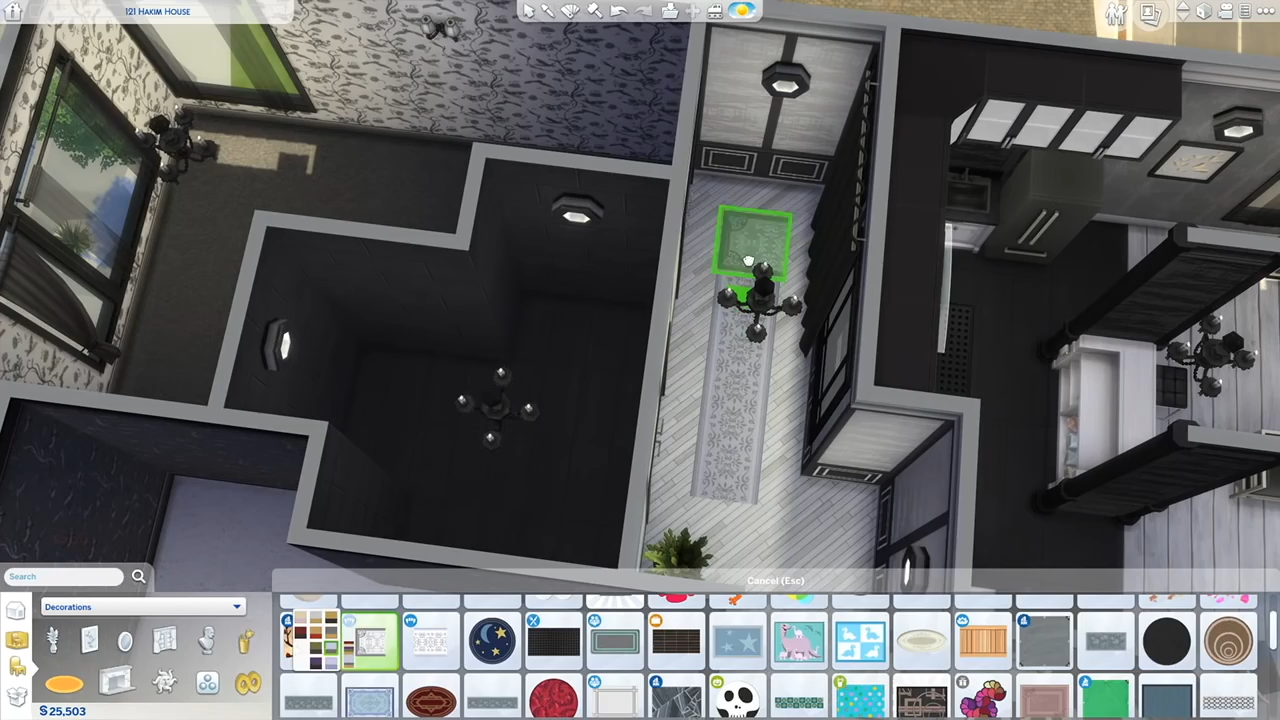 121 HAKIM HOUSE
Cancel (Esc)
Search
Decorations
$25,503